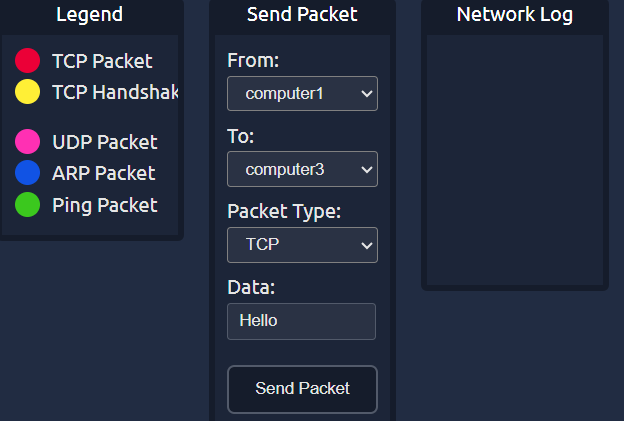 Legend
TCP Packet
TCP Handshak
UDP Packet
ARP Packet
Ping Packet
Send Packet
From:
computer1
To:
computer3
Packet Type:
TCP
Data:
Hello
Send Packet
Network Log